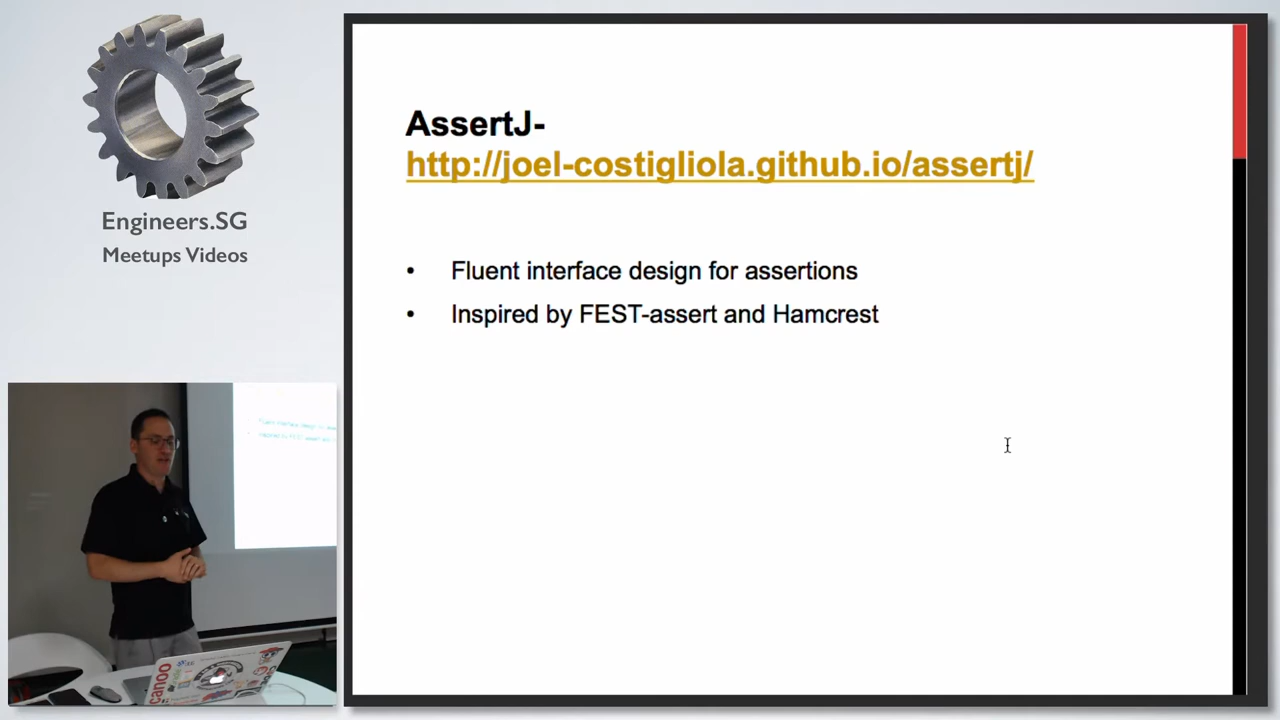 Engineers.SG
Meetups Videos
AssertJ-
http://joel-costigliola.github.io/assertj/
• Fluent interface design for assertions
• Inspired by FEST-assert and Hamcrest
canoo